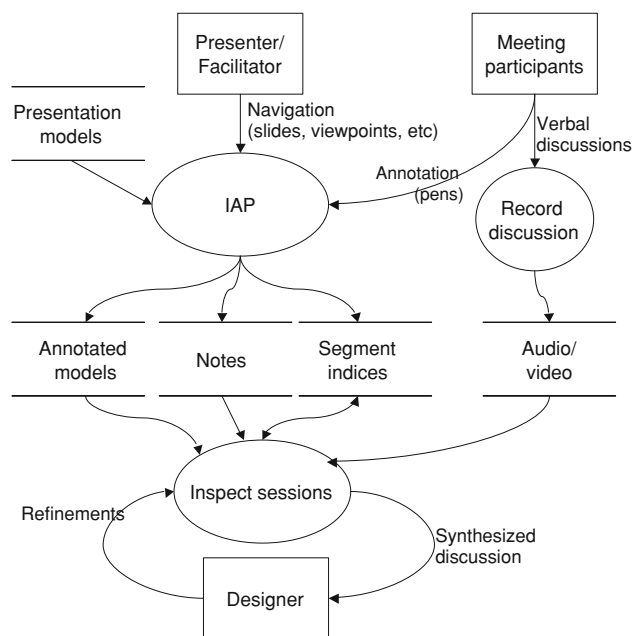 Presenter/
Facilitator
Meeting
participants
Presentation
models
Navigation
(slides, viewpoints, etc)
Verbal
discussions
Annotation
(pens)
IAP
Record
discussion
Annotated
models
Notes
Segment
indices
Audio/
video
Inspect sessions
Refinements
Synthesized
discussion
Designer